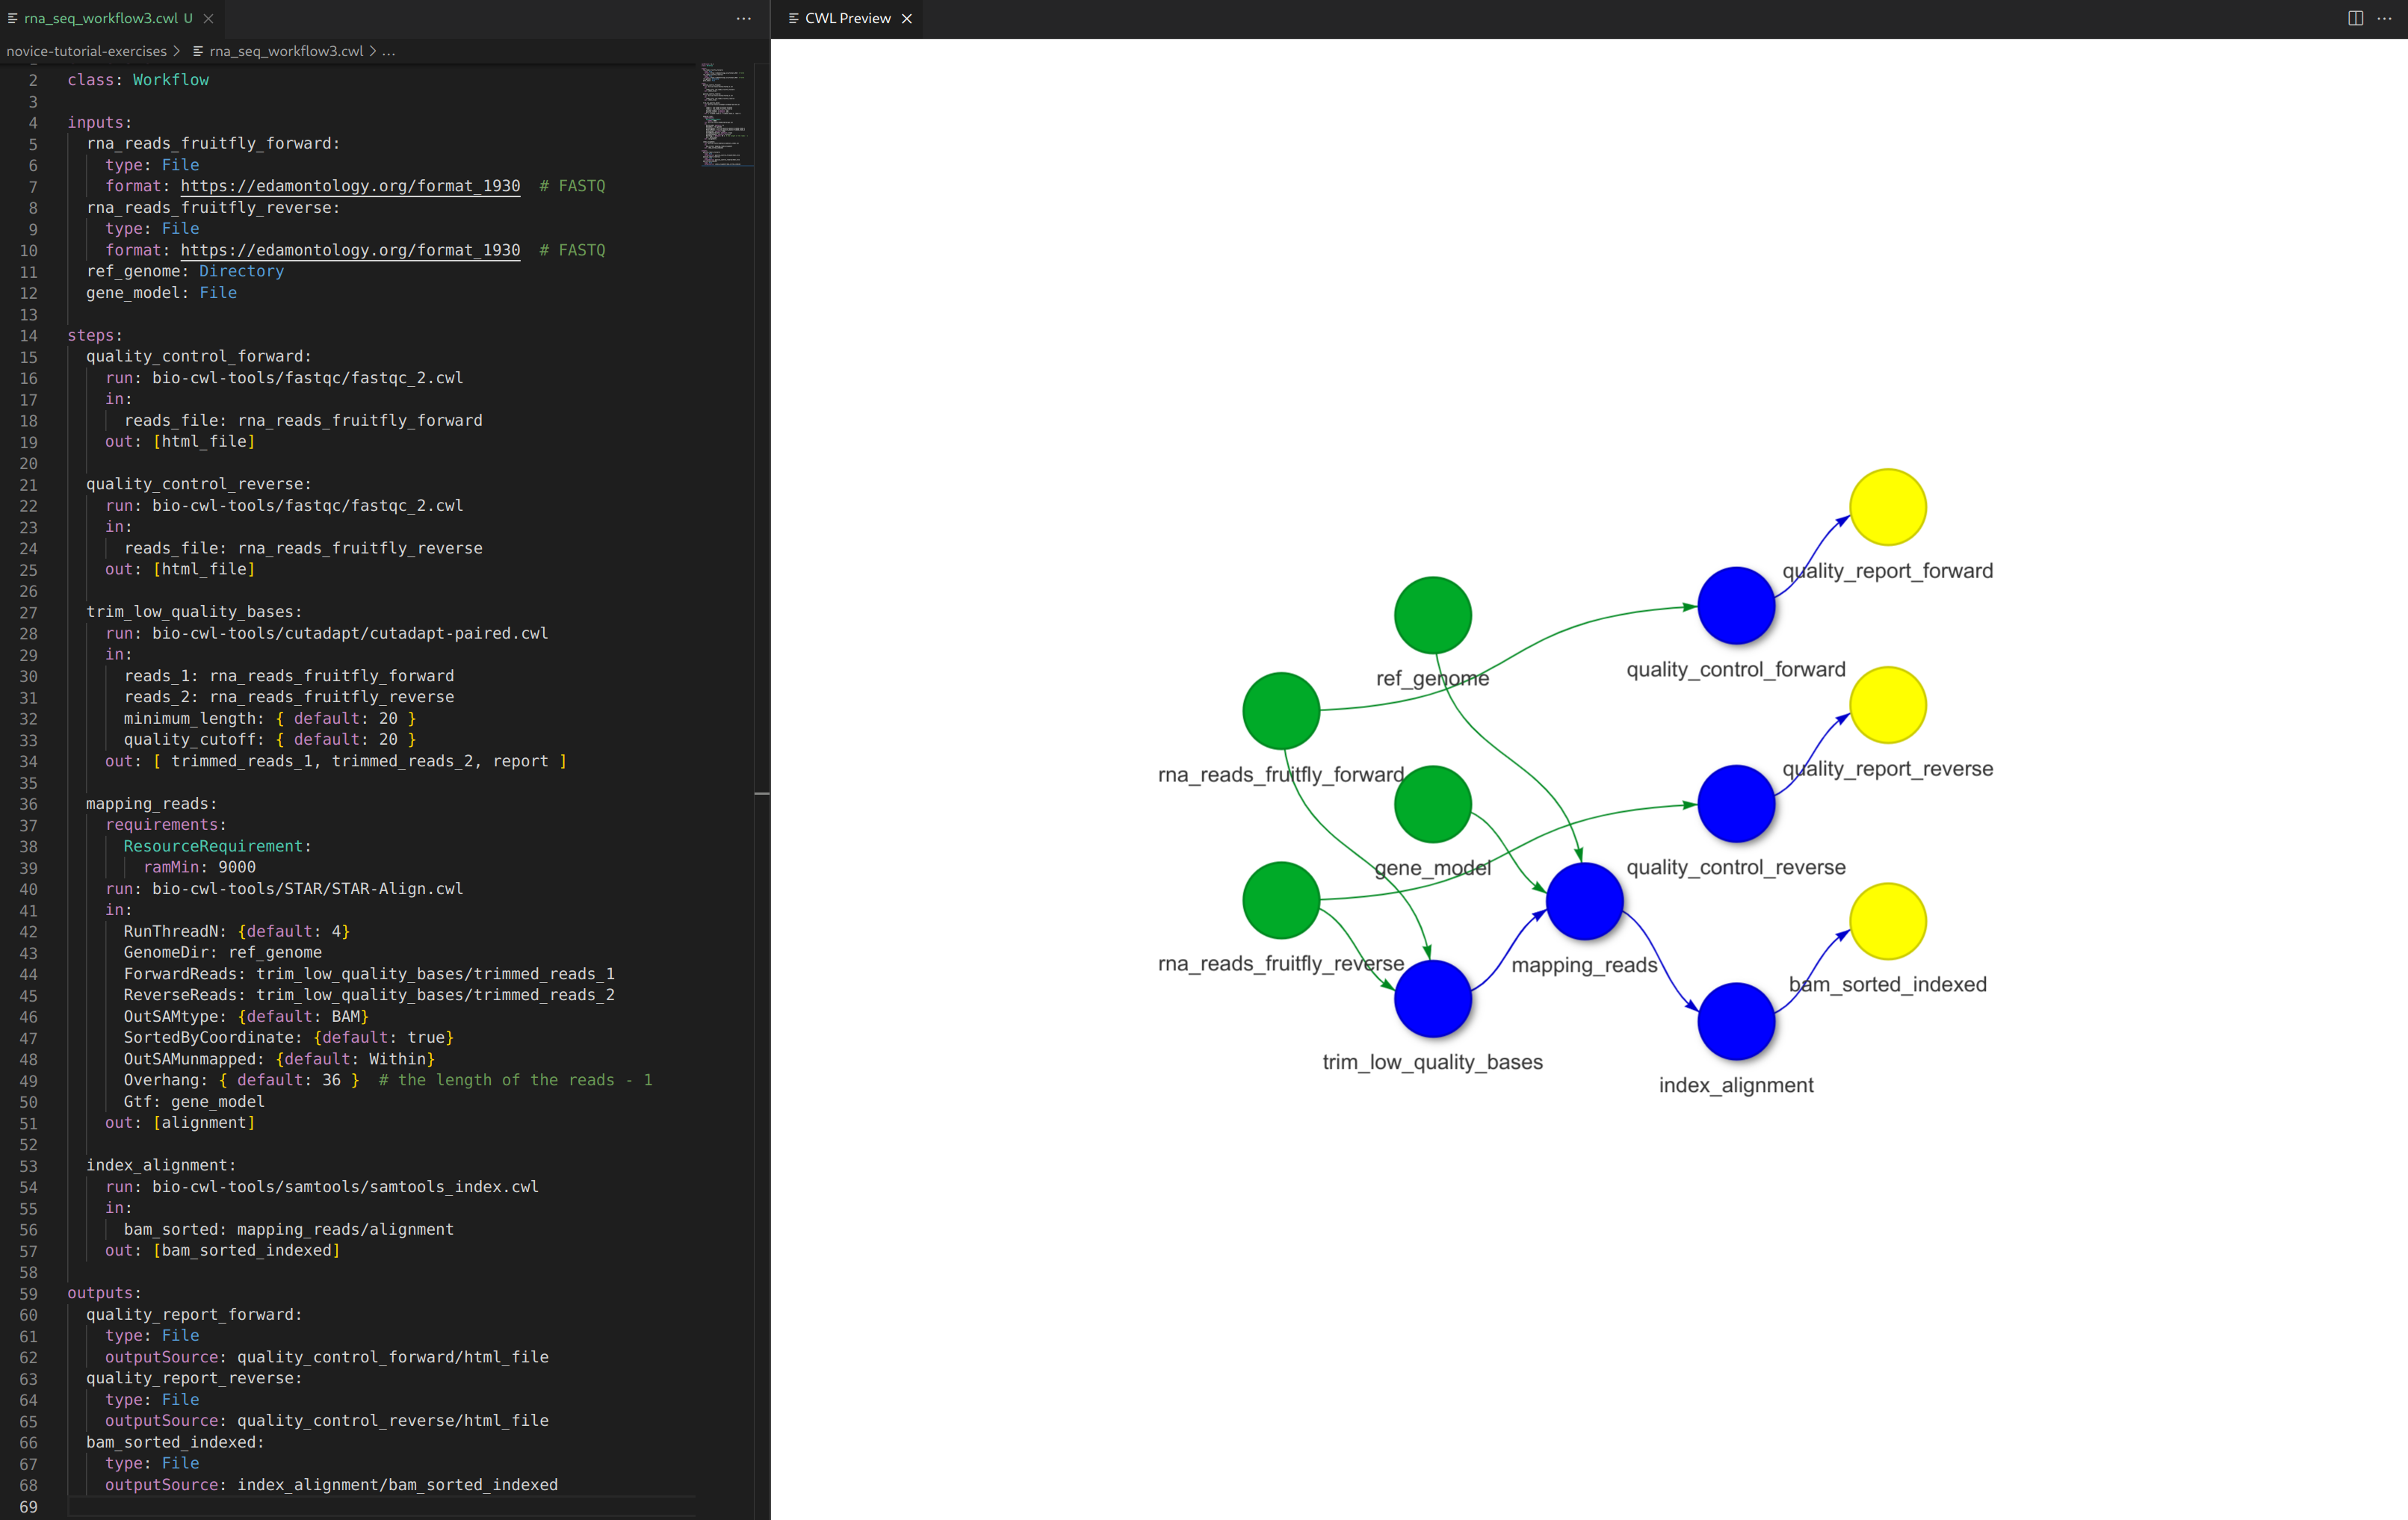 rna_seq_workflow3.cwl U
novice-tutorial-exercises > rna_seq_workflow3.cwl > ...
2 class: Workflow
3
4 inputs:
5 rna_reads_fruitfly_forward:
6 type: File
7 format: https://edamontology.org/format_1930 # FASTQ
8 rna_reads_fruitfly_reverse:
9 type: File
10 format: https://edamontology.org/format_1930 # FASTQ
11 ref_genome: Directory
12 gene_model: File
13
14 steps:
15 quality_control_forward:
16 run: bio-cwl-tools/fastqc/fastqc_2.cwl
17 in:
18 reads_file: rna_reads_fruitfly_forward
19 out: [html_file]
20
21 quality_control_reverse:
22 run: bio-cwl-tools/fastqc/fastqc_2.cwl
23 in:
24 reads_file: rna_reads_fruitfly_reverse
25 out: [html_file]
26
27 trim_low_quality_bases:
28 run: bio-cwl-tools/cutadapt/cutadapt-paired.cwl
29 in:
30 reads_1: rna_reads_fruitfly_forward
31 reads_2: rna_reads_fruitfly_reverse
32 minimum_length: { default: 20 }
33 quality_cutoff: { default: 20 }
34 out: [ trimmed_reads_1, trimmed_reads_2, report ]
35
36 mapping_reads:
37 requirements:
38 ResourceRequirement:
39 ramMin: 9000
40 run: bio-cwl-tools/STAR/STAR-Align.cwl
41 in:
42 RunThreadN: {default: 4}
43 GenomeDir: ref_genome
44 ForwardReads: trim_low_quality_bases/trimmed_reads_1
45 ReverseReads: trim_low_quality_bases/trimmed_reads_2
46 OutSAMtype: {default: BAM}
47 SortedByCoordinate: {default: true}
48 OutSAMunmapped: {default: Within}
49 Overhang: { default: 36 } # the length of the reads - 1
50 Gtf: gene_model
51 out: [alignment]
52
53 index_alignment:
54 run: bio-cwl-tools/samtools/samtools_index.cwl
55 in:
56 bam_sorted: mapping_reads/alignment
57 out: [bam_sorted_indexed]
58
59 outputs:
60 quality_report_forward:
61 type: File
62 outputSource: quality_control_forward/html_file
63 quality_report_reverse:
64 type: File
65 outputSource: quality_control_reverse/html_file
66 bam_sorted_indexed:
67 type: File
68 outputSource: index_alignment/bam_sorted_indexed
69
CWL Preview
quality_report_forward
quality_control_forward
ref_genome
rna_reads_fruitfly_forward
quality_report_reverse
gene_model
quality_control_reverse
rna_reads_fruitfly_reverse
mapping_reads
bam_sorted_indexed
trim_low_quality_bases
index_alignment